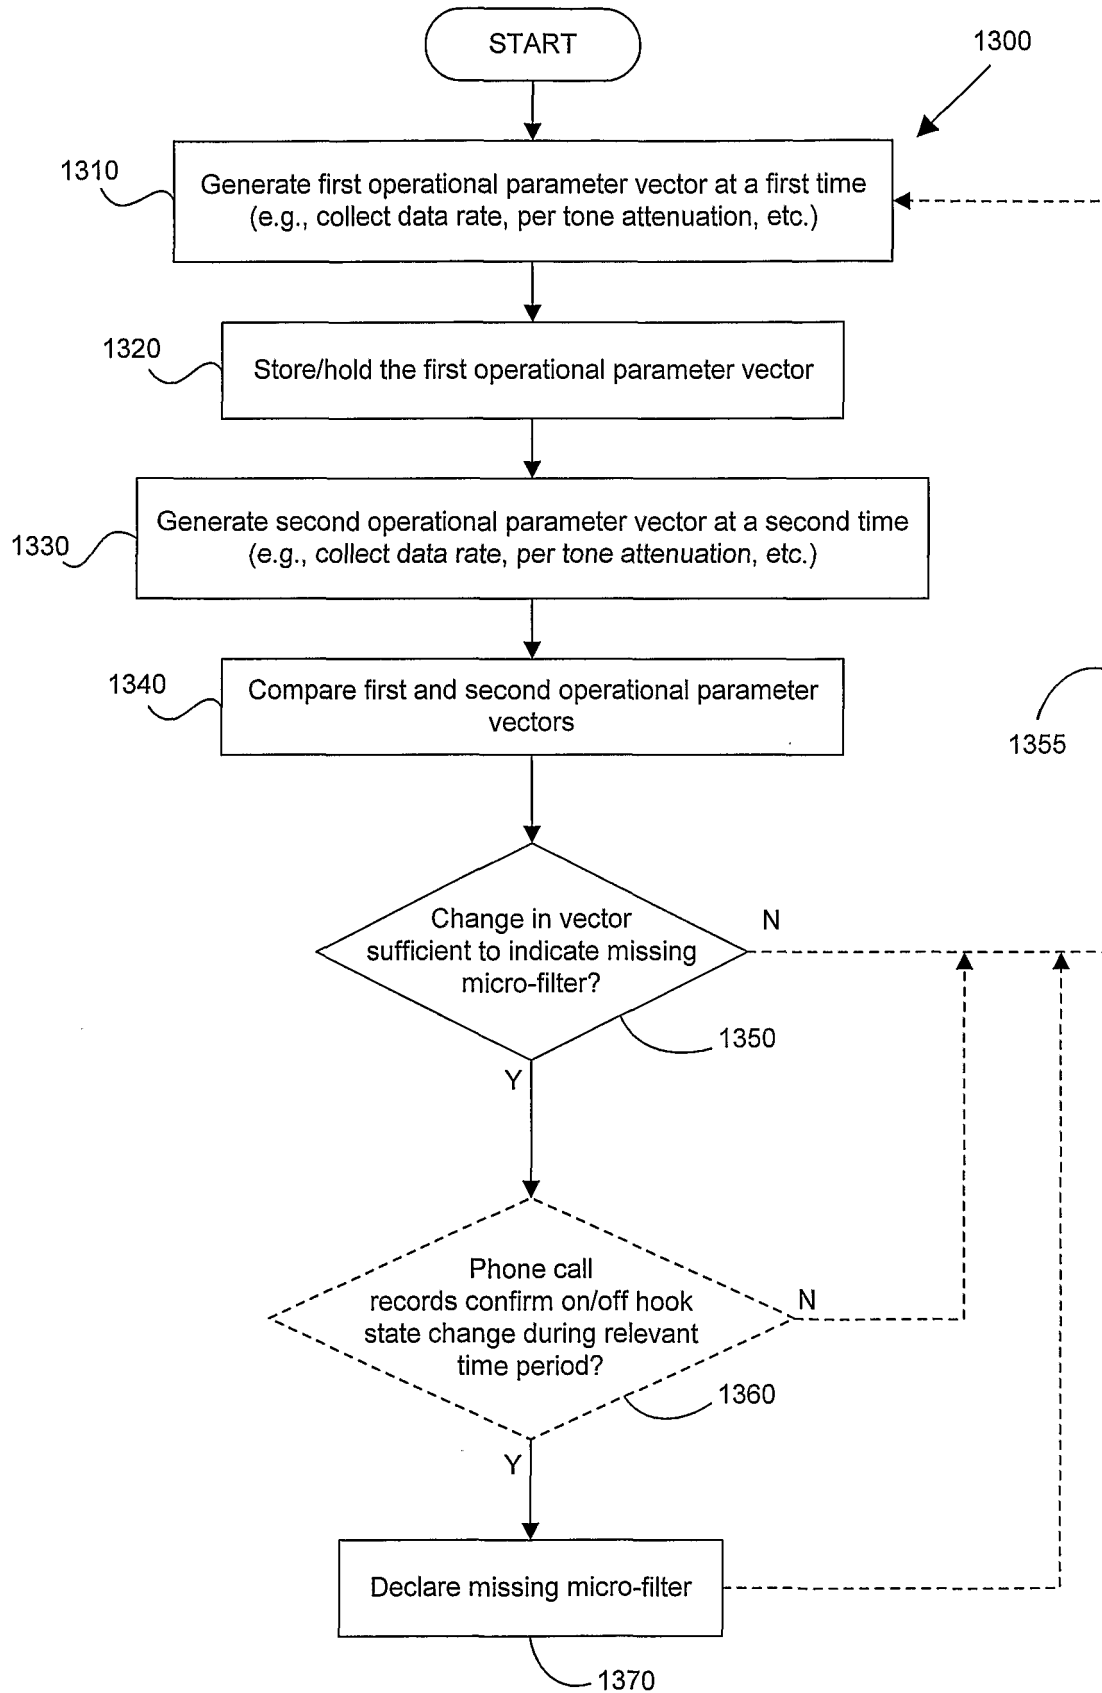 START
1300
1310
Generate first operational parameter vector at a first time
(e.g., collect data rate, per tone attenuation, etc.)
1320
Store/hold the first operational parameter vector
1330
Generate second operational parameter vector at a second time
(e.g., collect data rate, per tone attenuation, etc.)
1340
Compare first and second operational parameter
vectors
1355
Change in vector
sufficient to indicate missing
micro-filter?
N
1350
Y
Phone call
records confirm on/off hook
state change during relevant
time period?
N
1360
Y
Declare missing micro-filter
1370